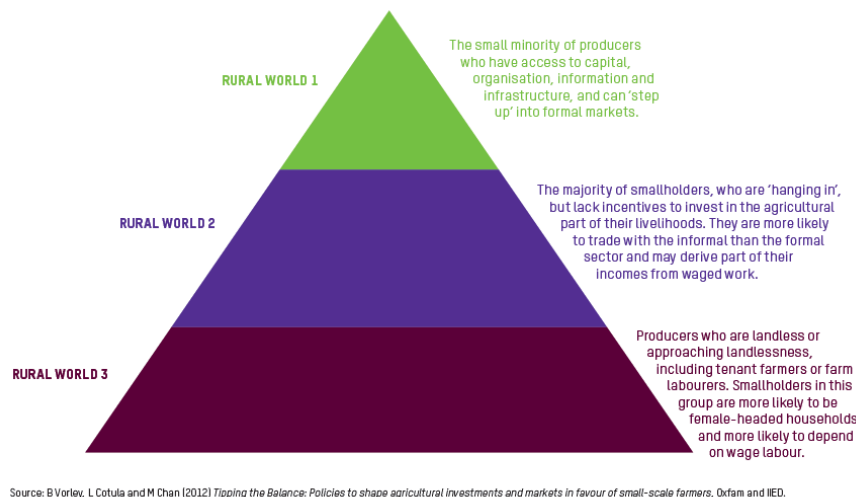 RURAL WORLD 1
The small minority of producers
who have access to capital,
organisation, information and
infrastructure, and can ‘step
up’ into formal markets.
RURAL WORLD 2
The majority of smallholders, who are ‘hanging in’,
but lack incentives to invest in the agricultural
part of their livelihoods. They are more likely
to trade with the informal than the formal
sector and may derive part of their
incomes from waged work.
RURAL WORLD 3
Producers who are landless or
approaching landlessness,
including tenant farmers or farm
labourers. Smallholders in this
group are more likely to be
female-headed households
and more likely to depend
on wage labour.
Source: B Vorley, L Cotula and M Chan (2012) Tipping the Balance: Policies to shape agricultural investments and markets in favour of small-scale farmers, Oxfam and IIED.